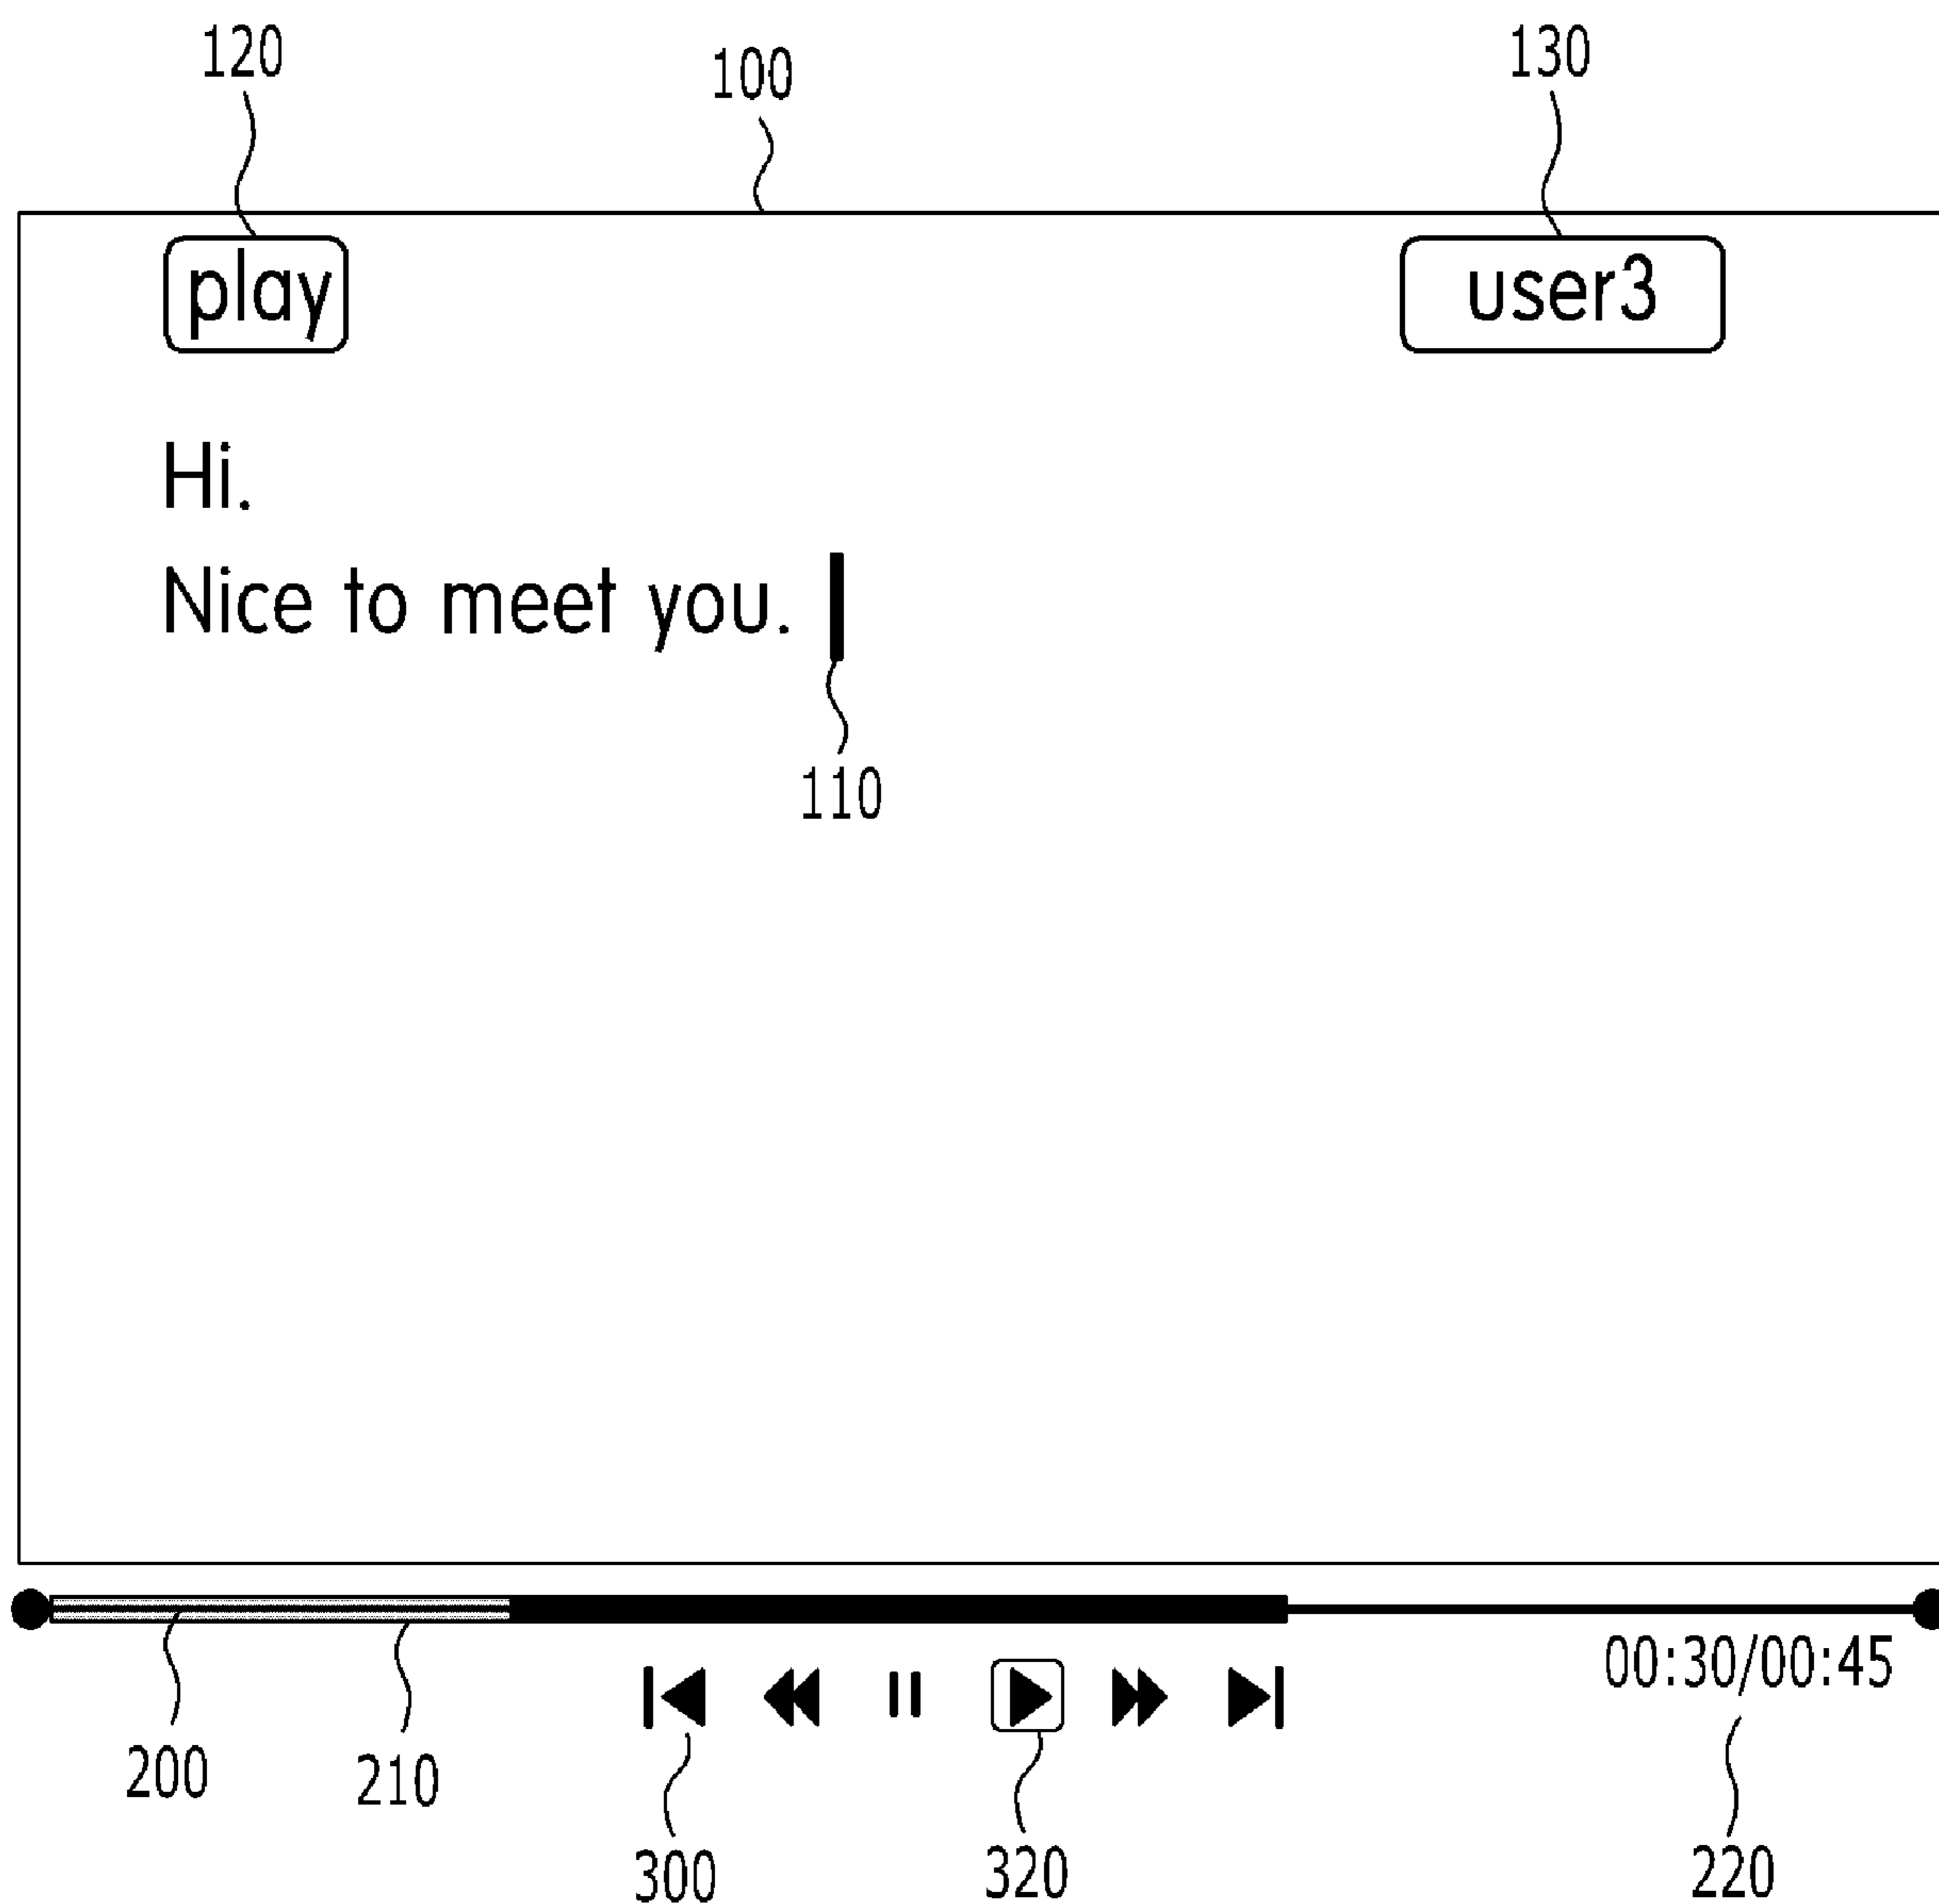 120 100 130
play user3
Hi.
Nice to meet you.
110
00:30/00:45
200 210 300 320 220